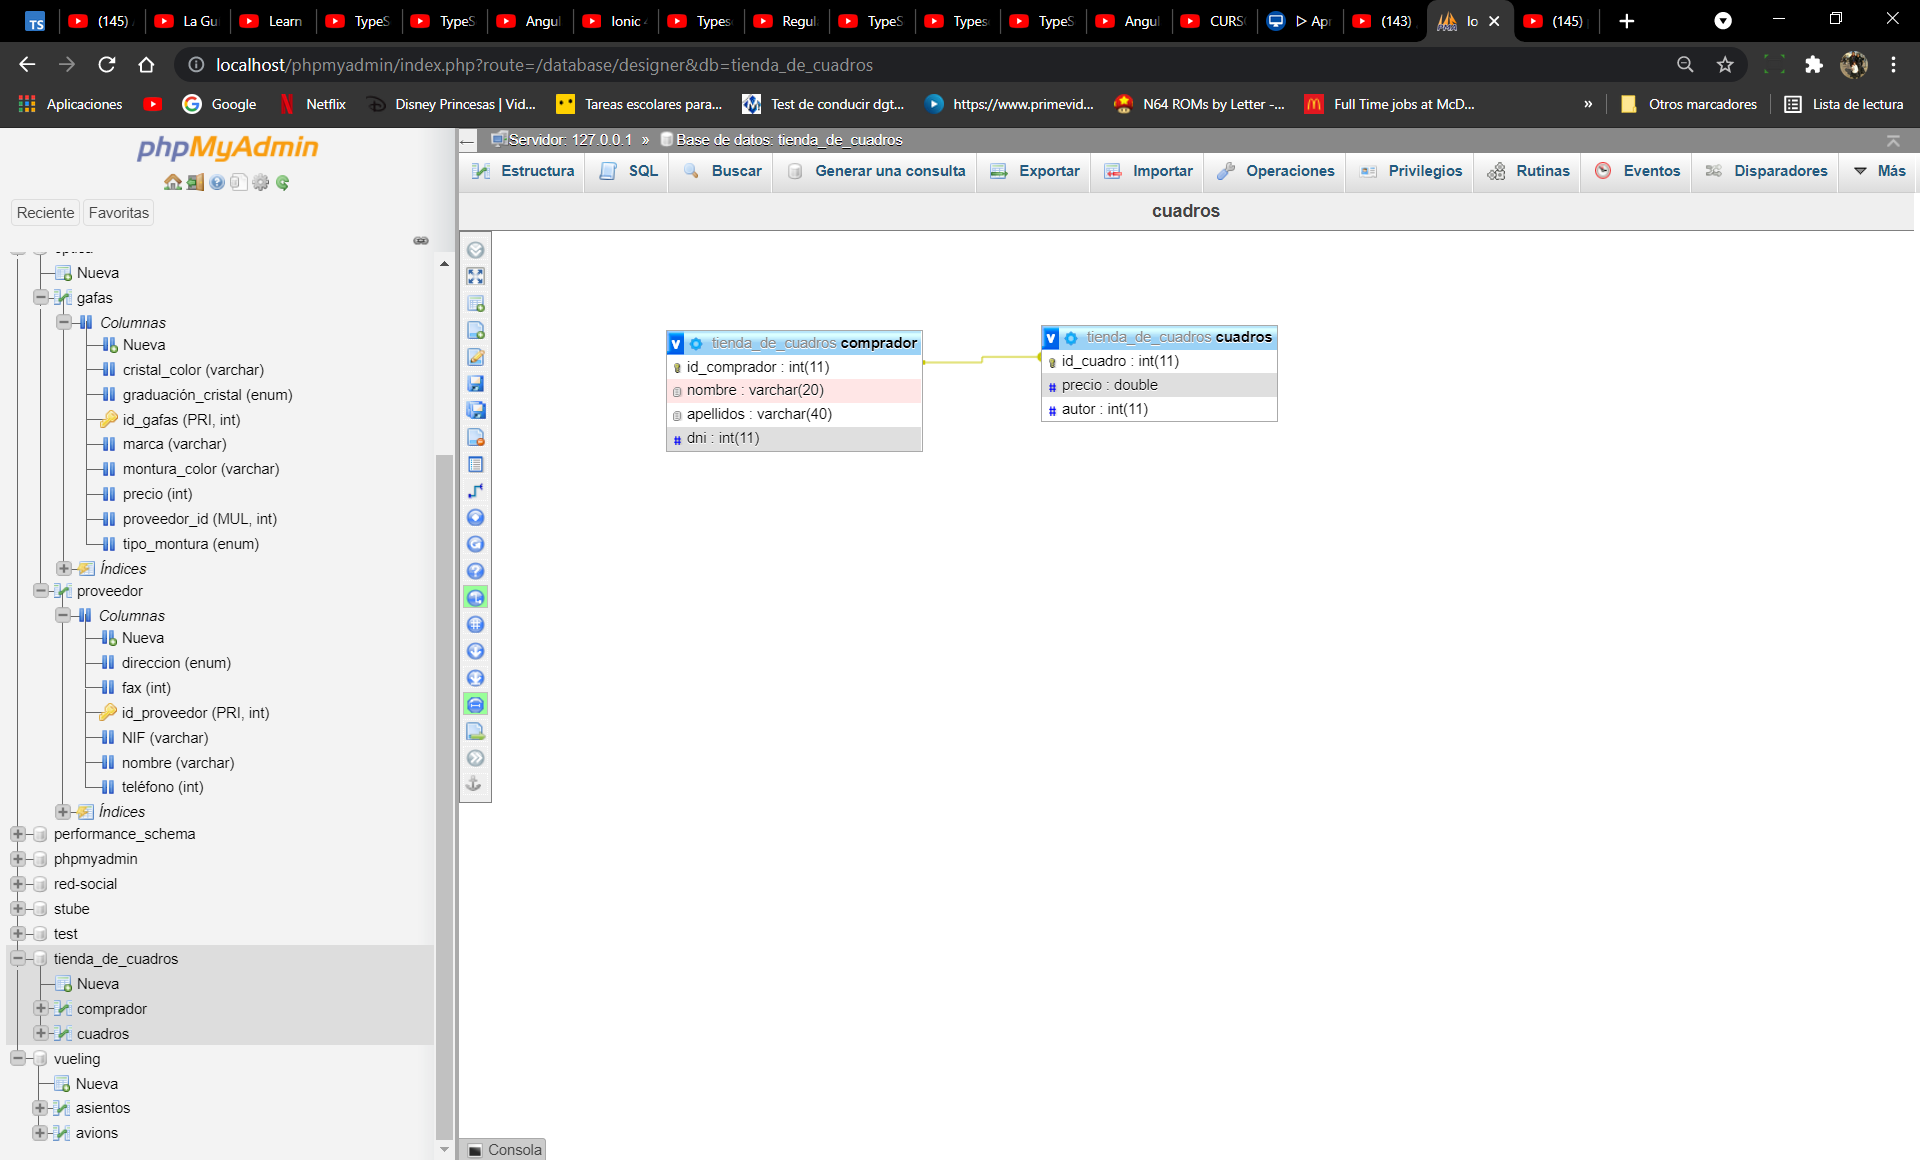 TS (145) La Gu Learn TypeS TypeS Angul Ionic Types Regul TypeS Types TypeS Angul CURS Apr (143) lo (145)
localhost/phpmyadmin/index.php?route=/database/designer&db=tienda_de_cuadros
Aplicaciones Google Netflix Disney Princesas | Vid... Tareas escolares para... Test de conducir dgt... https://www.primevid... N64 ROMs by Letter -... Full Time jobs at McD... » Otros marcadores Lista de lectura
phpMyAdmin
Servidor: 127.0.0.1 » Base de datos: tienda_de_cuadros
Estructura SQL Buscar Generar una consulta Exportar Importar Operaciones Privilegios Rutinas Eventos Disparadores Más
Reciente Favoritas
cuadros
Nueva
gafas
Columnas
Nueva
cristal_color (varchar)
graduación_cristal (enum)
id_gafas (PRI, int)
marca (varchar)
montura_color (varchar)
precio (int)
proveedor_id (MUL, int)
tipo_montura (enum)
Índices
proveedor
Columnas
Nueva
direccion (enum)
fax (int)
id_proveedor (PRI, int)
NIF (varchar)
nombre (varchar)
teléfono (int)
Índices
performance_schema
phpmyadmin
red-social
stube
test
tienda_de_cuadros
Nueva
comprador
cuadros
vueling
Nueva
asientos
avions
v tienda_de_cuadros comprador
id_comprador : int(11)
nombre : varchar(20)
apellidos : varchar(40)
# dni : int(11)
v tienda_de_cuadros cuadros
id_cuadro : int(11)
# precio : double
# autor : int(11)
Consola